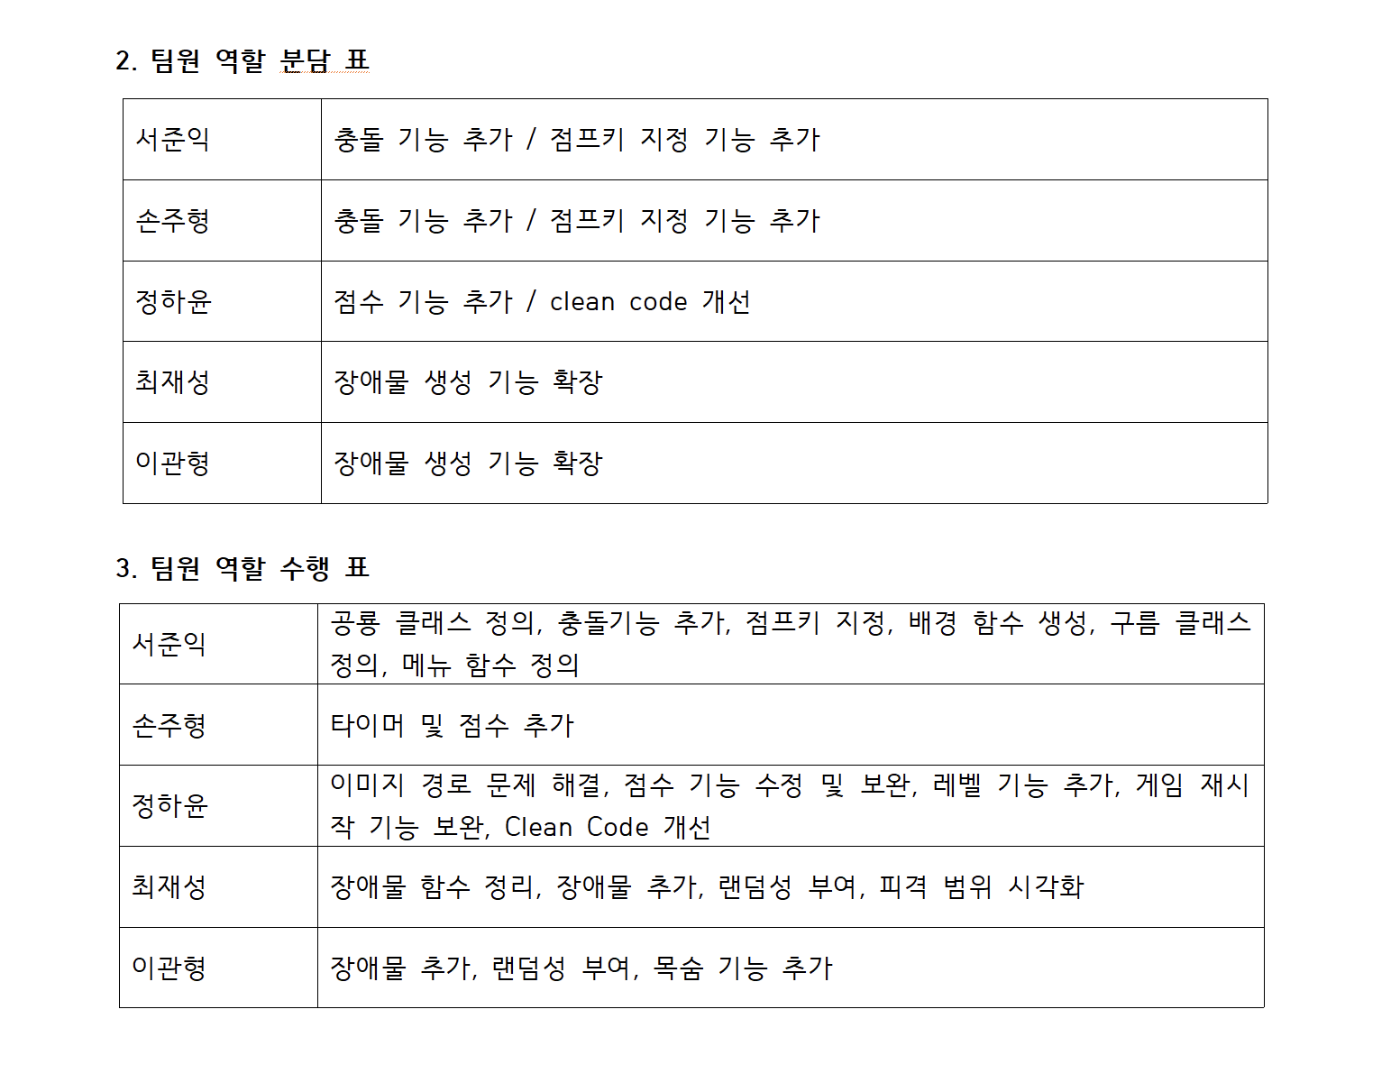 2. 팀원 역할 분담 표
서준익 충돌 기능 추가 / 점프키 지정 기능 추가
손주형 충돌 기능 추가 / 점프키 지정 기능 추가
정하윤 점수 기능 추가 / clean code 개선
최재성 장애물 생성 기능 확장
이관형 장애물 생성 기능 확장
3. 팀원 역할 수행 표
서준익 공룡 클래스 정의, 충돌기능 추가, 점프키 지정, 배경 함수 생성, 구름 클래스
정의, 메뉴 함수 정의
손주형 타이머 및 점수 추가
정하윤 이미지 경로 문제 해결, 점수 기능 수정 및 보완, 레벨 기능 추가, 게임 재시
작 기능 보완, Clean Code 개선
최재성 장애물 함수 정리, 장애물 추가, 랜덤성 부여, 피격 범위 시각화
이관형 장애물 추가, 랜덤성 부여, 목숨 기능 추가